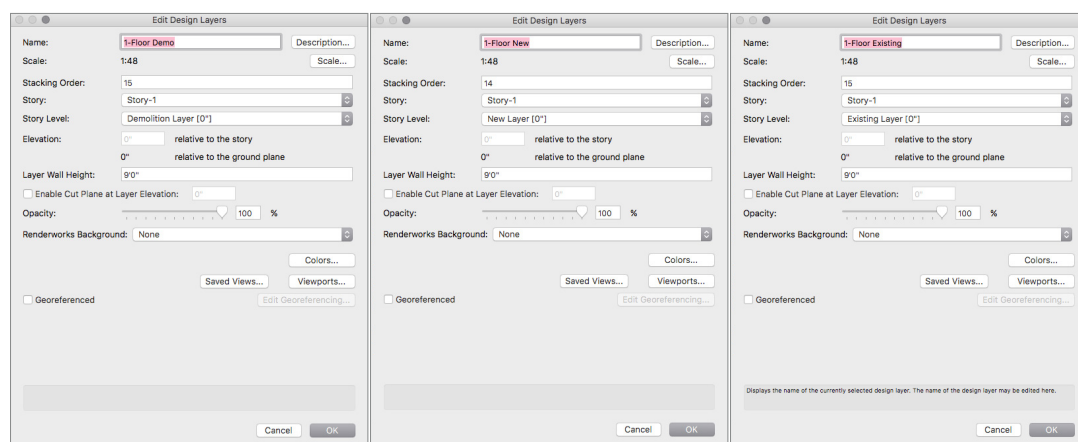 Edit Design Layers
Name: 1-Floor Demo Description...
Scale: 1:48 Scale...
Stacking Order: 15
Story: Story-1
Story Level: Demolition Layer [0"]
Elevation: 0" relative to the story
0" relative to the ground plane
Layer Wall Height: 9'0"
Enable Cut Plane at Layer Elevation: 0"
Opacity: 100 %
Renderworks Background: None
Colors...
Saved Views... Viewports...
Georeferenced Edit Georeferencing...
Cancel OK
Edit Design Layers
Name: 1-Floor New Description...
Scale: 1:48 Scale...
Stacking Order: 14
Story: Story-1
Story Level: New Layer [0"]
Elevation: 0" relative to the story
0" relative to the ground plane
Layer Wall Height: 9'0"
Enable Cut Plane at Layer Elevation: 0"
Opacity: 100 %
Renderworks Background: None
Colors...
Saved Views... Viewports...
Georeferenced Edit Georeferencing...
Cancel OK
Edit Design Layers
Name: 1-Floor Existing Description...
Scale: 1:48 Scale...
Stacking Order: 15
Story: Story-1
Story Level: Existing Layer [0"]
Elevation: 0" relative to the story
0" relative to the ground plane
Layer Wall Height: 9'0"
Enable Cut Plane at Layer Elevation: 0"
Opacity: 100 %
Renderworks Background: None
Colors...
Saved Views... Viewports...
Georeferenced Edit Georeferencing...
Displays the name of the currently selected design layer. The name of the design layer may be edited here.
Cancel OK